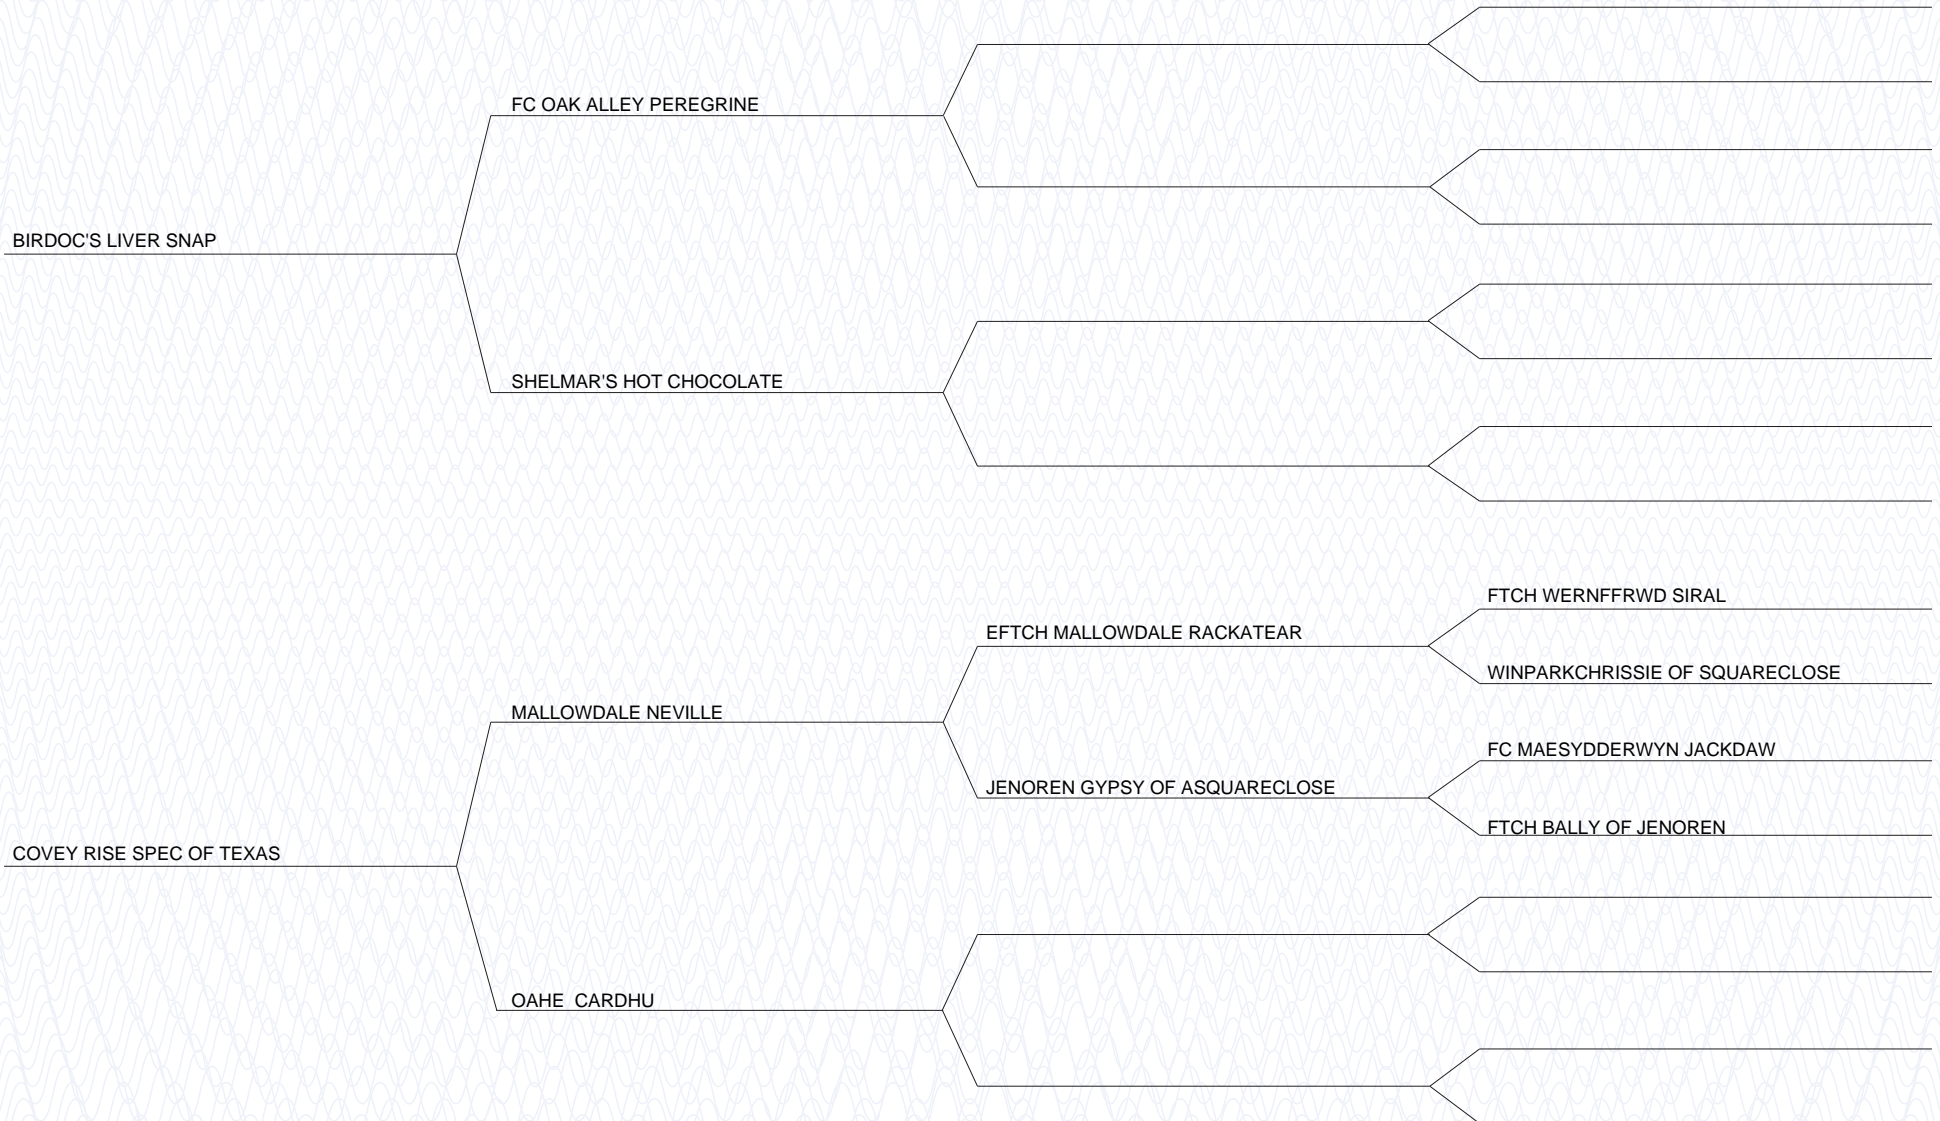 FC OAK ALLEY PEREGRINE
BIRDOC'S LIVER SNAP
SHELMAR'S HOT CHOCOLATE
FTCH WERNFFRWD SIRAL
EFTCH MALLOWDALE RACKATEAR
WINPARKCHRISSIE OF SQUARECLOSE
MALLOWDALE NEVILLE
FC MAESYDDERWYN JACKDAW
JENOREN GYPSY OF ASQUARECLOSE
FTCH BALLY OF JENOREN
COVEY RISE SPEC OF TEXAS
OAHE  CARDHU